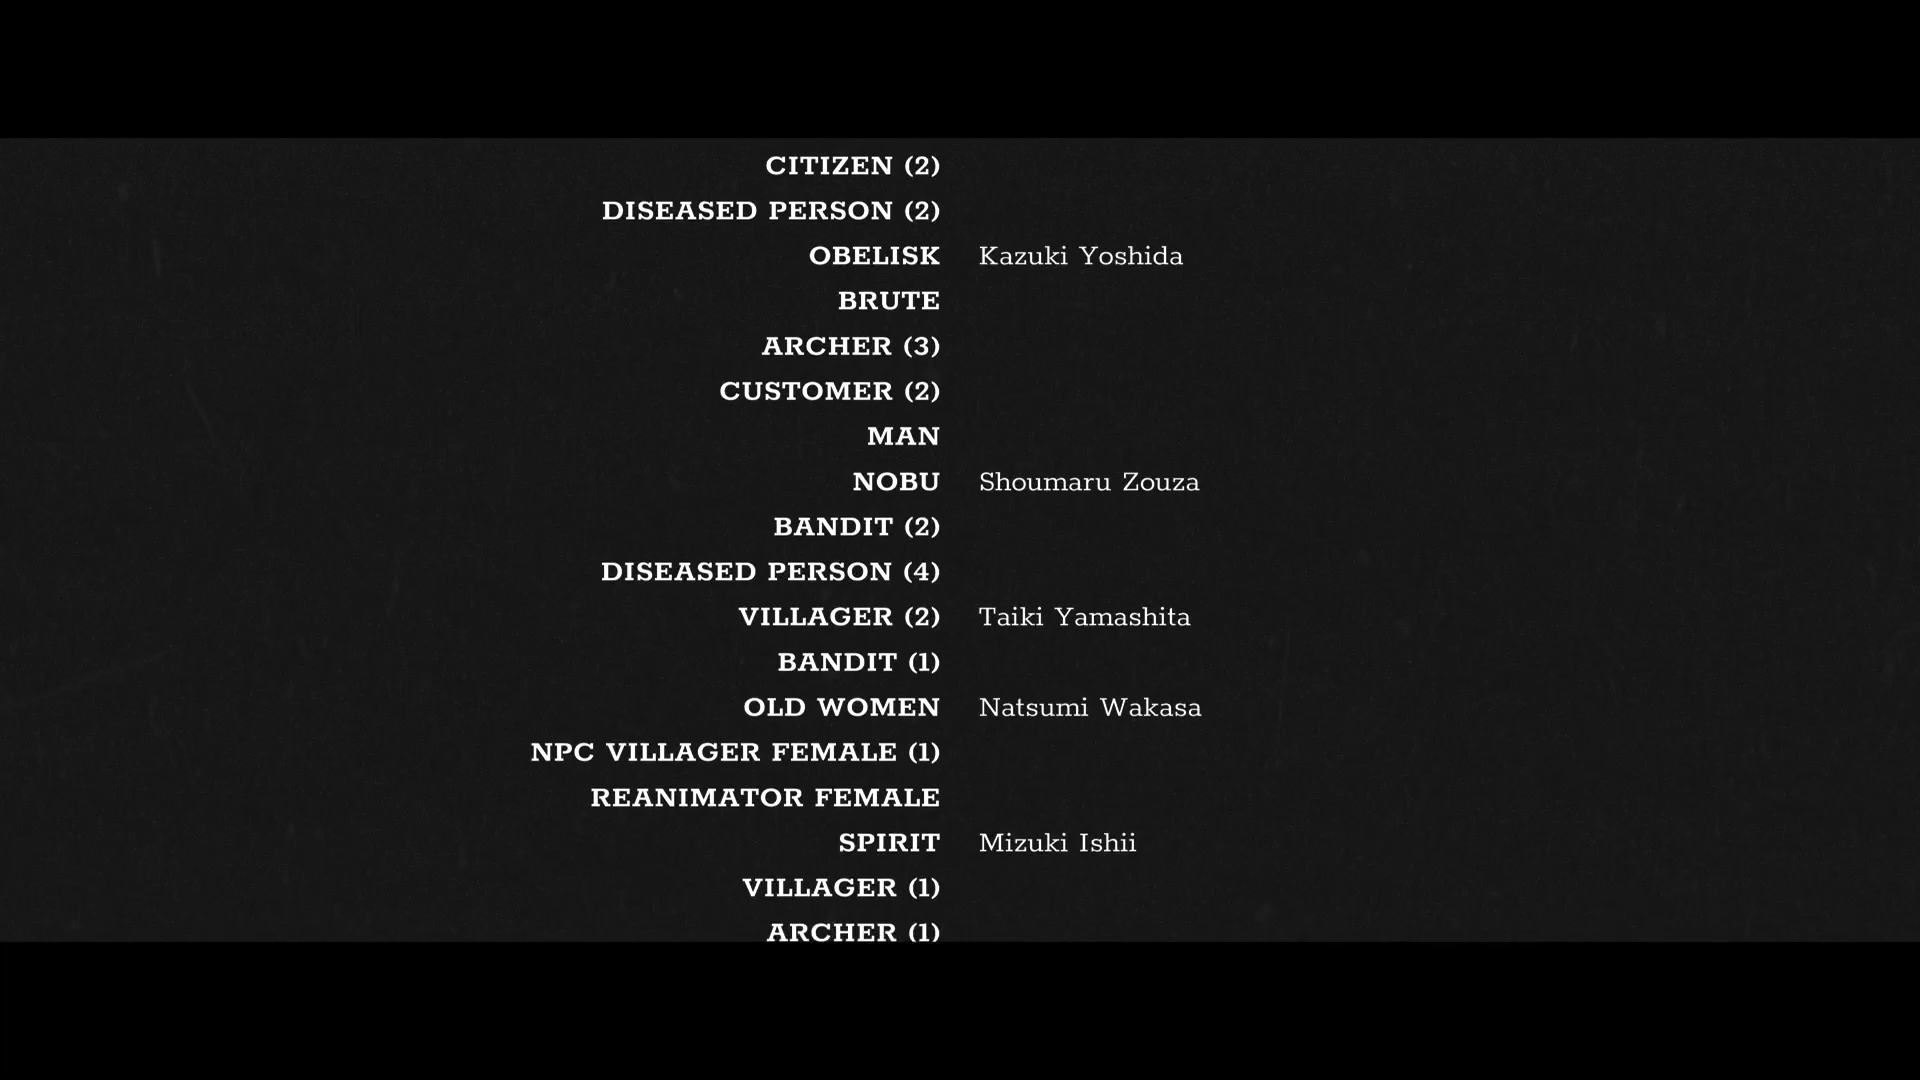 CITIZEN (2)
DISEASED PERSON (2)
OBELISK Kazuki Yoshida
BRUTE
ARCHER (3)
CUSTOMER (2)
MAN
NOBU Shoumaru Zouza
BANDIT (2)
DISEASED PERSON (4)
VILLAGER (2) Taiki Yamashita
BANDIT (1)
OLD WOMEN Natsumi Wakasa
NPC VILLAGER FEMALE (1)
REANIMATOR FEMALE
SPIRIT Mizuki Ishii
VILLAGER (1)
ARCHER (1)